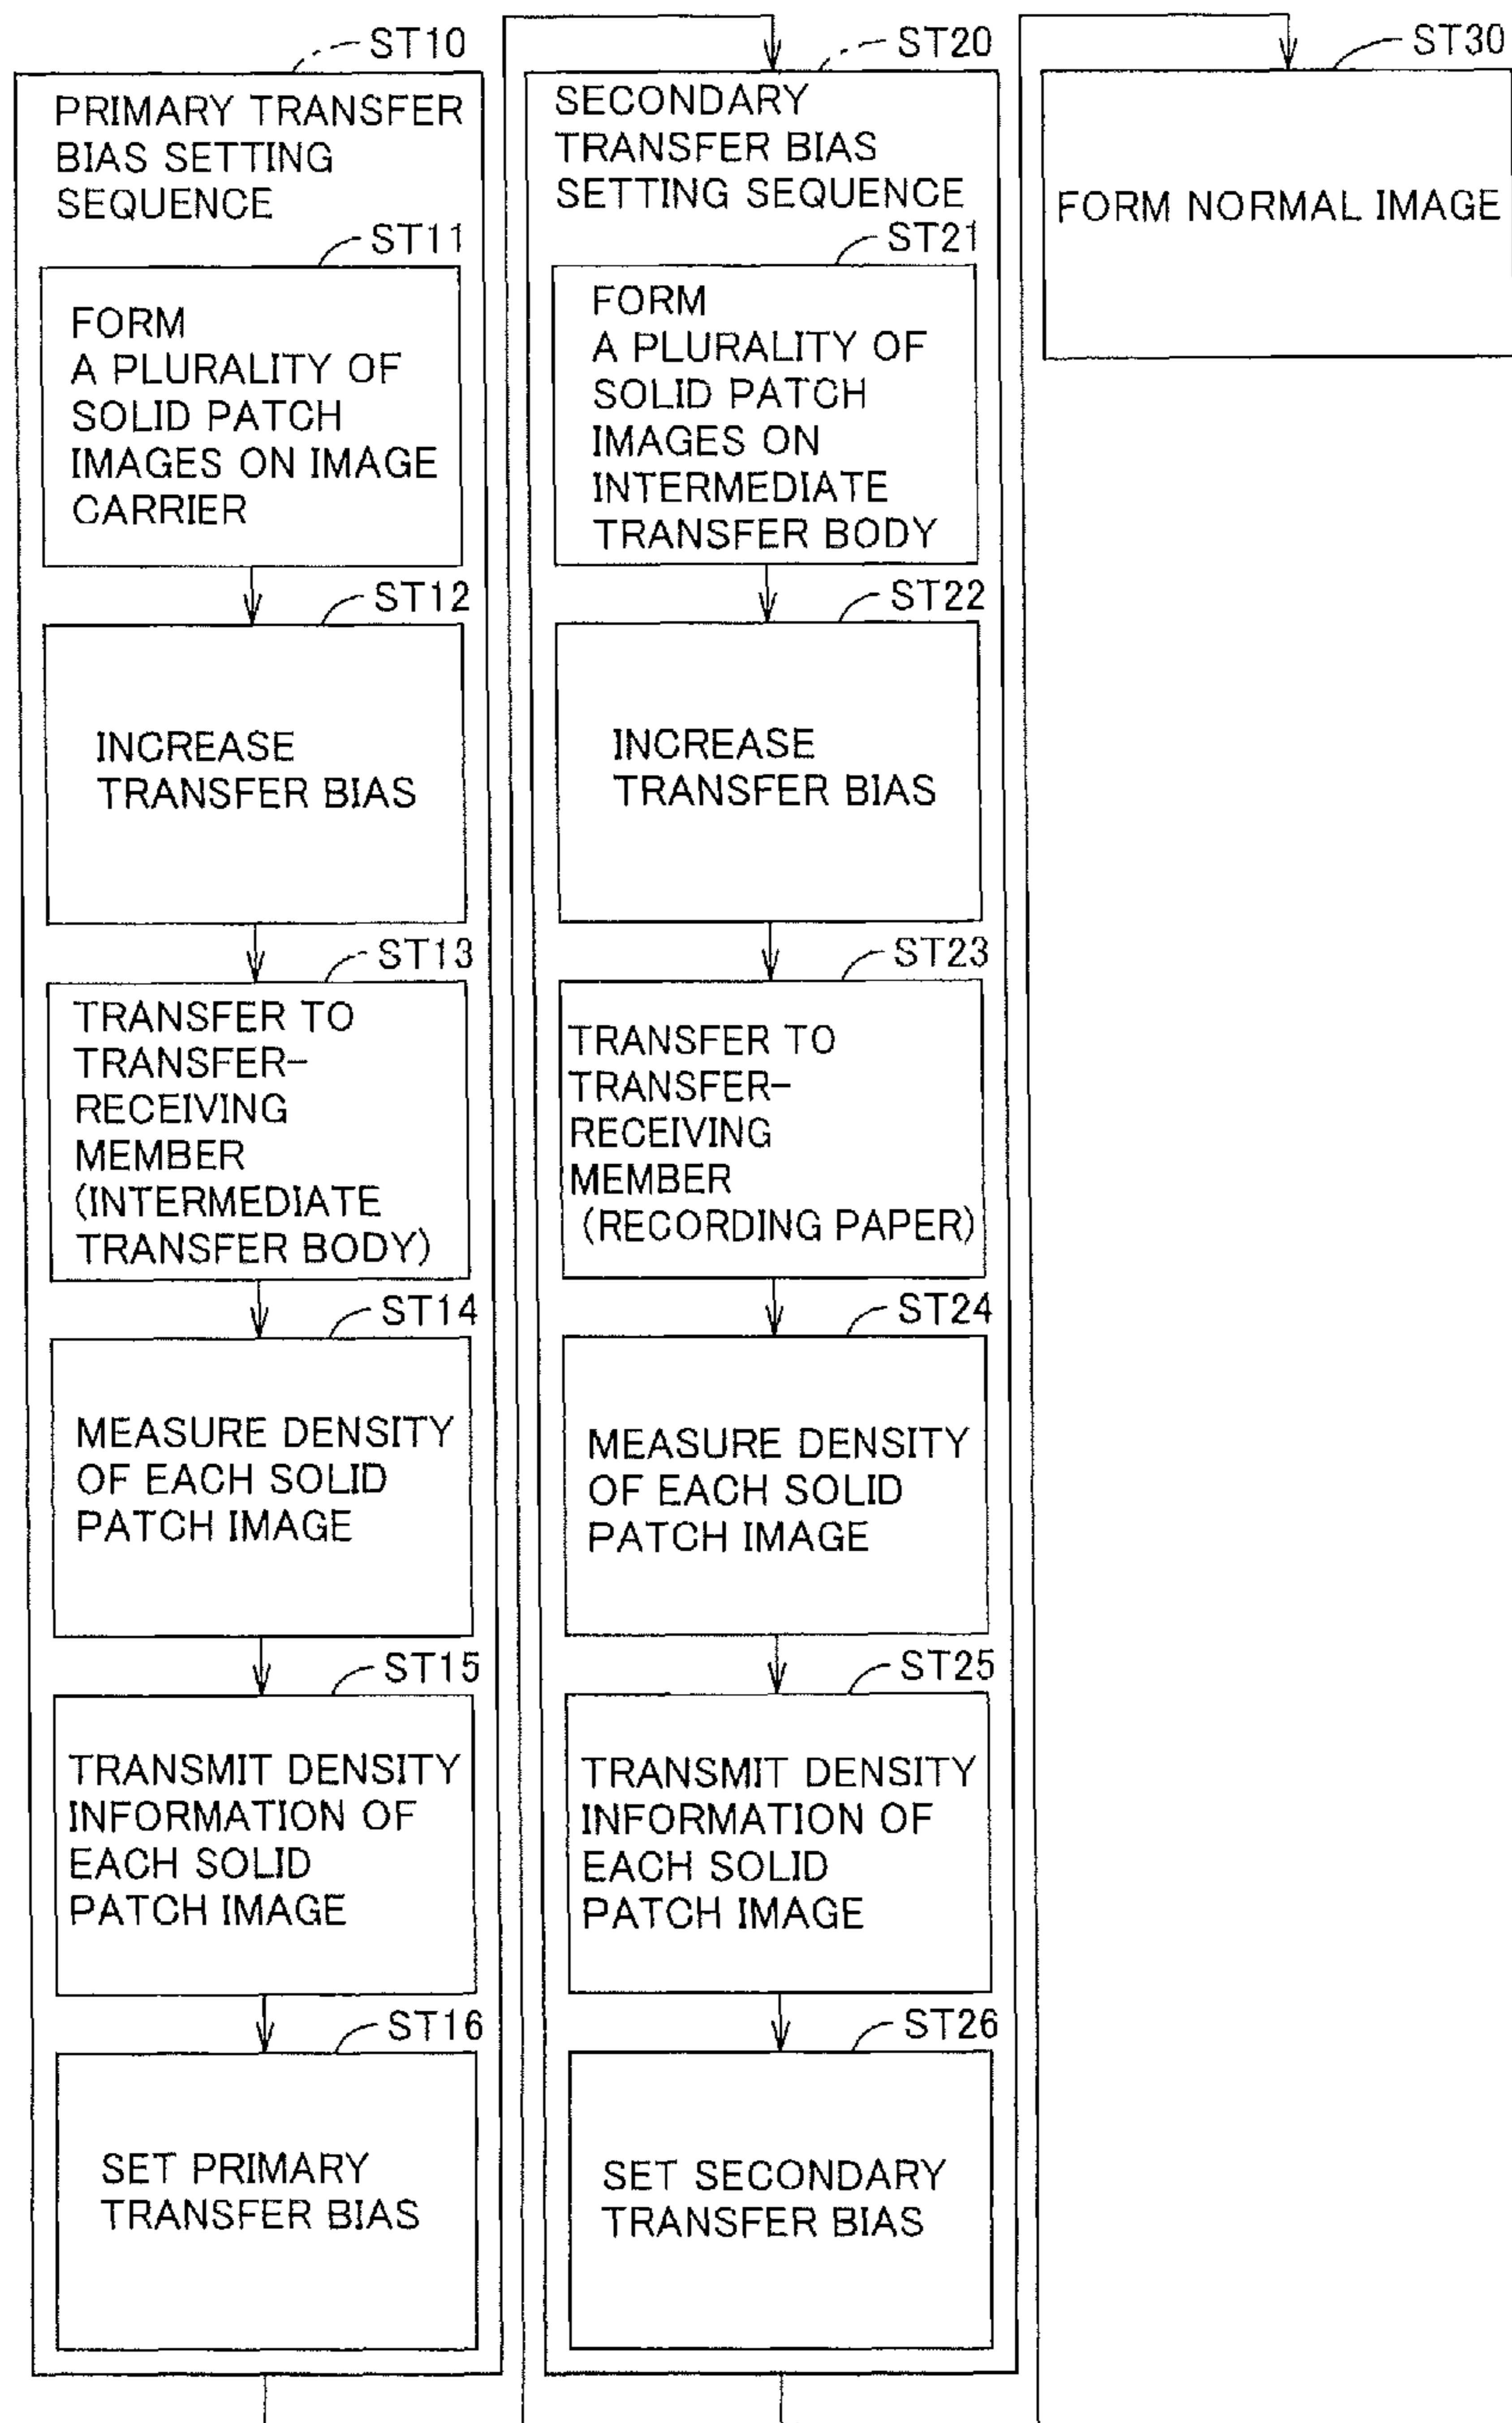 ST10
PRIMARY TRANSFER
BIAS SETTING
SEQUENCE
ST11
FORM
A PLURALITY OF
SOLID PATCH
IMAGES ON IMAGE
CARRIER
ST12
INCREASE
TRANSFER BIAS
ST13
TRANSFER TO
TRANSFER-
RECEIVING
MEMBER
(INTERMEDIATE
TRANSFER BODY)
ST14
MEASURE DENSITY
OF EACH SOLID
PATCH IMAGE
ST15
TRANSMIT DENSITY
INFORMATION OF
EACH SOLID
PATCH IMAGE
ST16
SET PRIMARY
TRANSFER BIAS
ST20
SECONDARY
TRANSFER BIAS
SETTING SEQUENCE
ST21
FORM
A PLURALITY OF
SOLID PATCH
IMAGES ON
INTERMEDIATE
TRANSFER BODY
ST22
INCREASE
TRANSFER BIAS
ST23
TRANSFER TO
TRANSFER-
RECEIVING
MEMBER
(RECORDING PAPER)
ST24
MEASURE DENSITY
OF EACH SOLID
PATCH IMAGE
ST25
TRANSMIT DENSITY
INFORMATION OF
EACH SOLID
PATCH IMAGE
ST26
SET SECONDARY
TRANSFER BIAS
ST30
FORM NORMAL IMAGE